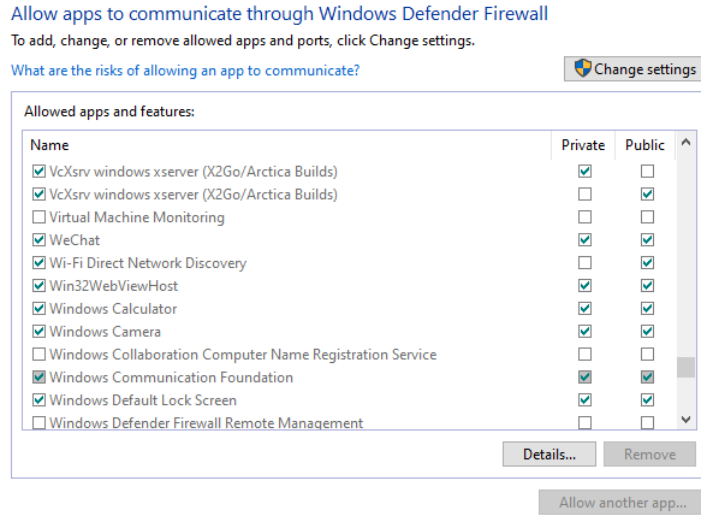 Allow apps to communicate through Windows Defender Firewall
To add, change, or remove allowed apps and ports, click Change settings.
What are the risks of allowing an app to communicate?
Change settings
Allowed apps and features:
Name Private Public
VcXsrv windows xserver (X2Go/Arctica Builds)
VcXsrv windows xserver (X2Go/Arctica Builds)
Virtual Machine Monitoring
WeChat
Wi-Fi Direct Network Discovery
Win32WebViewHost
Windows Calculator
Windows Camera
Windows Collaboration Computer Name Registration Service
Windows Communication Foundation
Windows Default Lock Screen
Windows Defender Firewall Remote Management
Details... Remove
Allow another app...